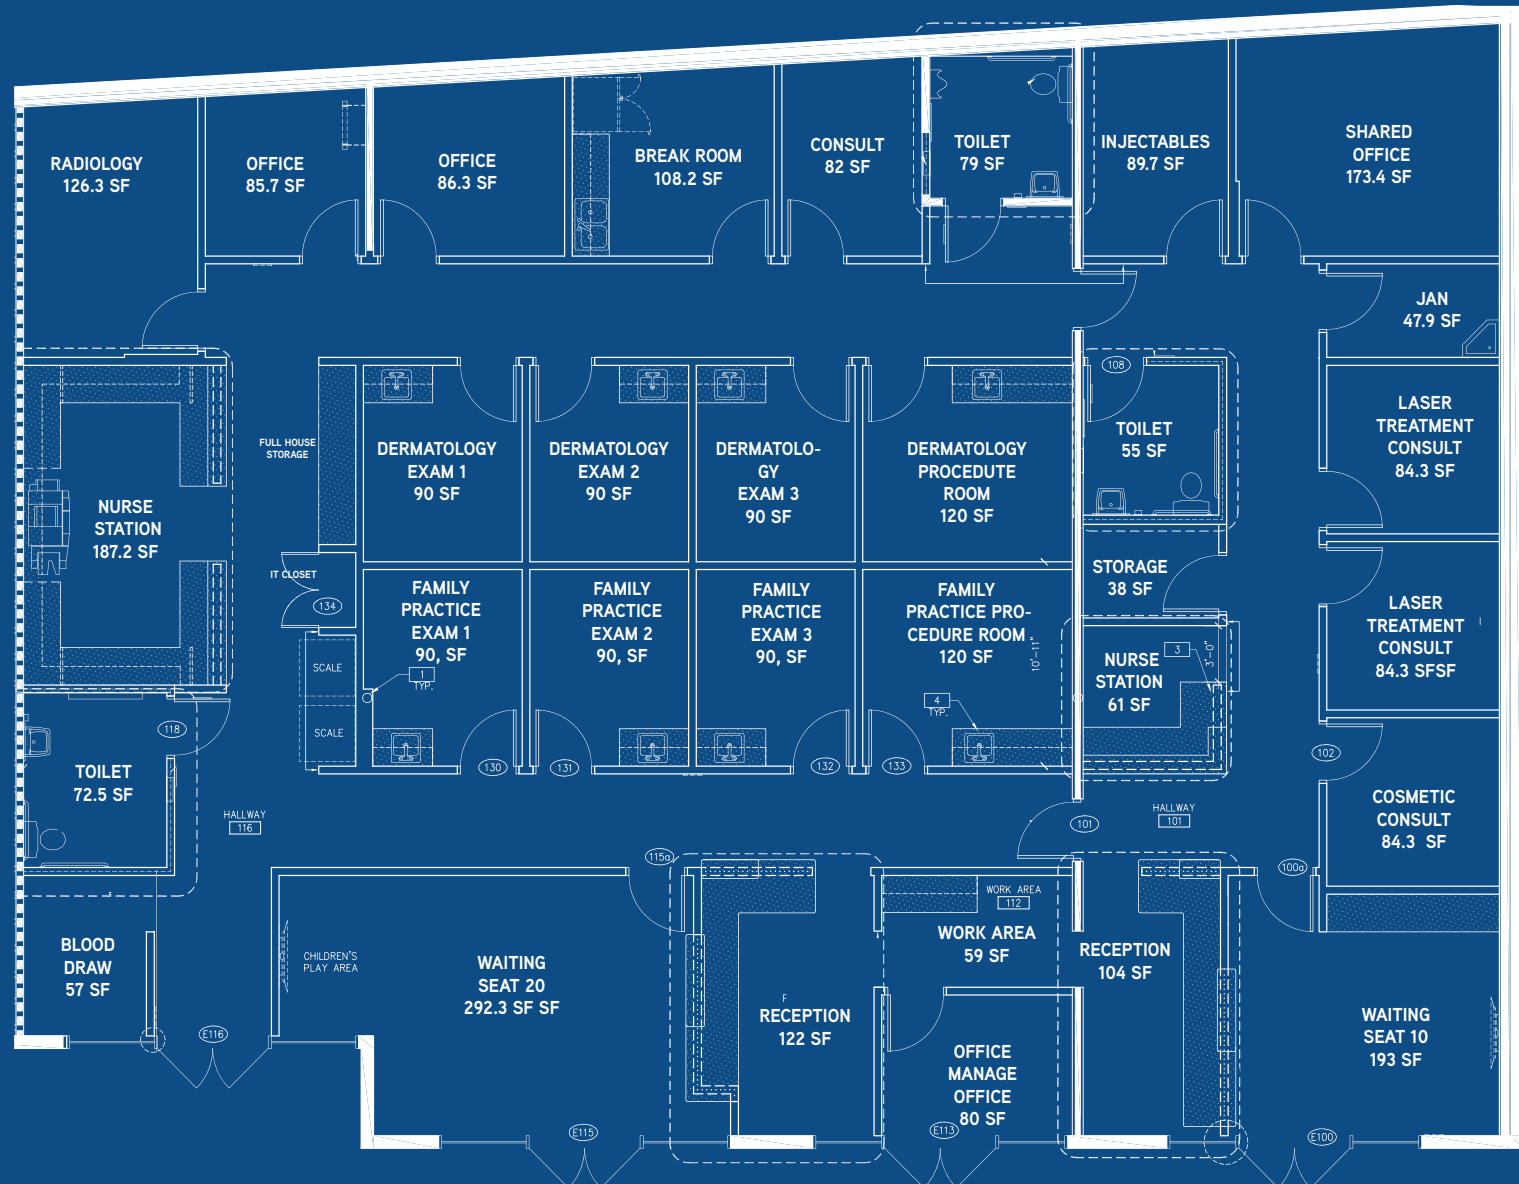 RADIOLOGY
126.3 SF
OFFICE
85.7 SF
OFFICE
86.3 SF
BREAK ROOM
108.2 SF
CONSULT
82 SF
TOILET
79 SF
INJECTABLES
89.7 SF
SHARED
OFFICE
173.4 SF
JAN
47.9 SF
108
LASER
TREATMENT
CONSULT
84.3 SF
TOILET
55 SF
FULL HOUSE
STORAGE
DERMATOLOGY
EXAM 1
90 SF
DERMATOLOGY
EXAM 2
90 SF
DERMATOLO-
GY
EXAM 3
90 SF
DERMATOLOGY
PROCEDUTE
ROOM
120 SF
NURSE
STATION
187.2 SF
IT CLOSET
134
FAMILY
PRACTICE
EXAM 1
90, SF
FAMILY
PRACTICE
EXAM 2
90, SF
FAMILY
PRACTICE
EXAM 3
90, SF
FAMILY
PRACTICE PRO-
CEDURE ROOM
120 SF
10'-11"
STORAGE
38 SF
LASER
TREATMENT
CONSULT
84.3 SFSF
NURSE
STATION
61 SF
3
3'-0"
SCALE
SCALE
1
TYP.
4
TYP.
118
130
131
132
133
102
TOILET
72.5 SF
HALLWAY
116
101
HALLWAY
101
COSMETIC
CONSULT
84.3 SF
115a
100a
WORK AREA
112
BLOOD
DRAW
57 SF
CHILDREN'S
PLAY AREA
WAITING
SEAT 20
292.3 SF SF
WORK AREA
59 SF
RECEPTION
104 SF
RECEPTION
122 SF
OFFICE
MANAGE
OFFICE
80 SF
WAITING
SEAT 10
193 SF
E116
E115
E113
E100